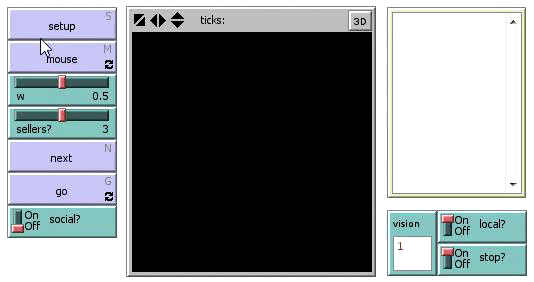 S
setup
M
mouse
w 0.5
sellers? 3
N
next
G
go
On
Off
social?
ticks:
3D
vision
1
On
Off
local?
On
Off
stop?